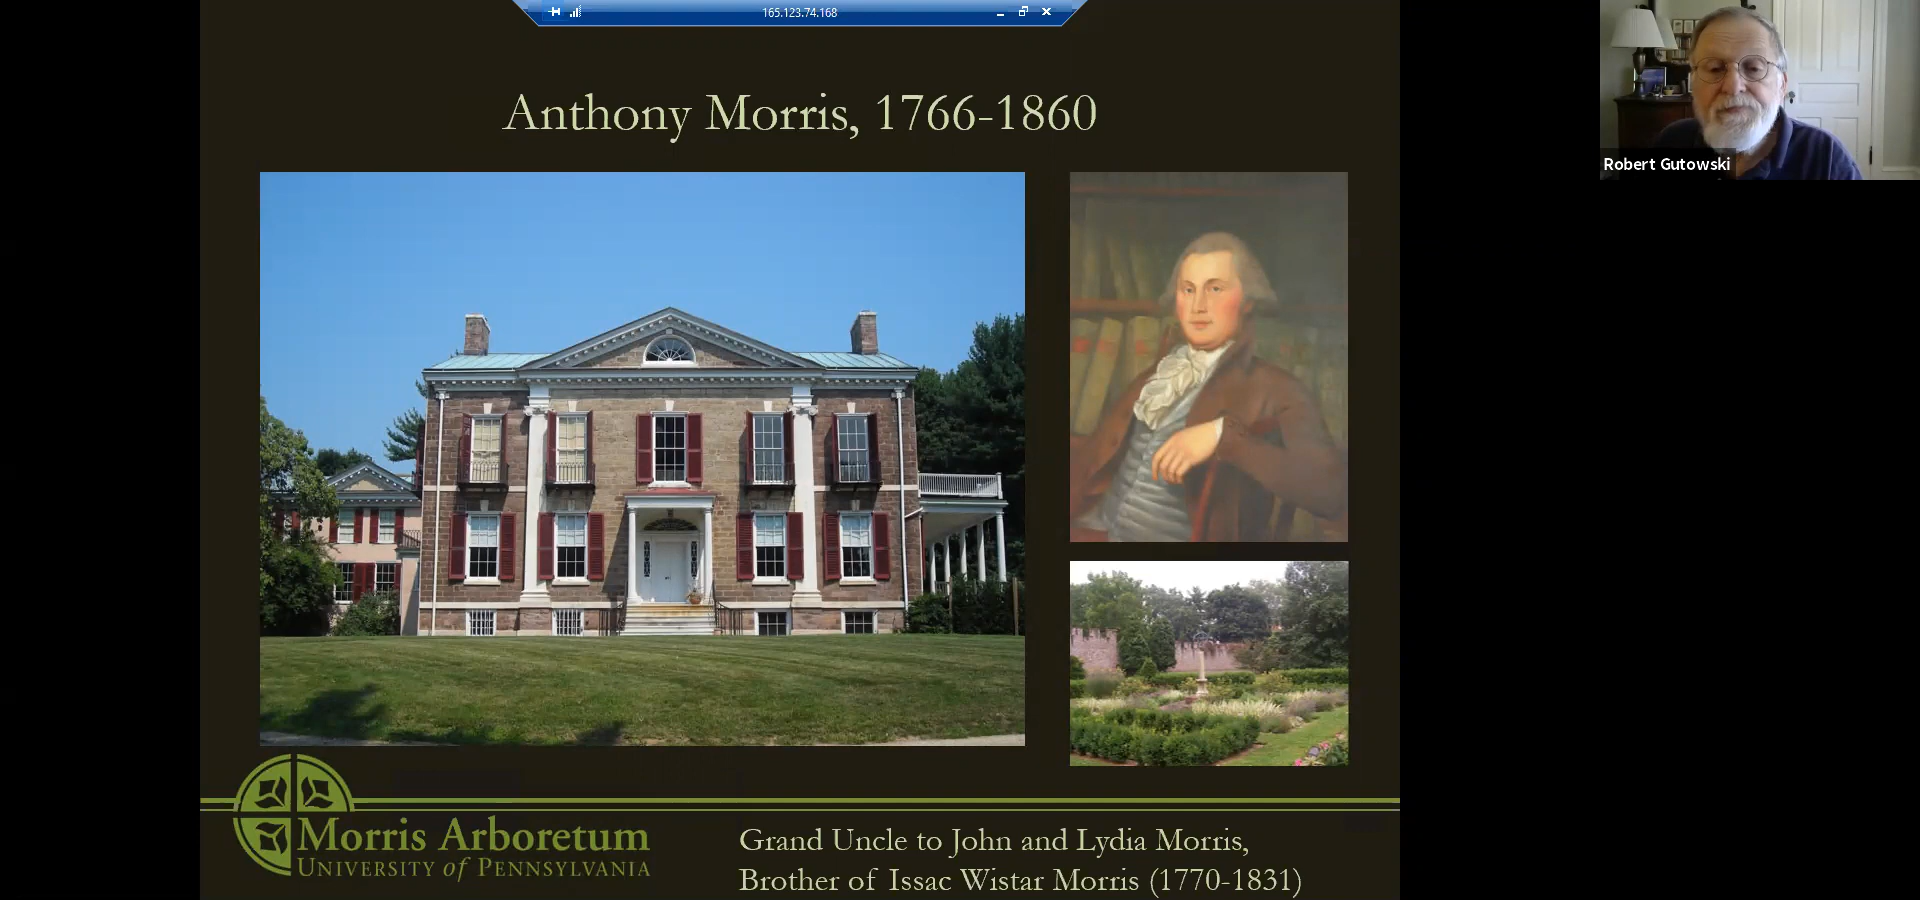 165.123.74.168
Anthony Morris, 1766-1860
Robert Gutowski
Morris Arboretum
UNIVERSITY of PENNSYLVANIA
Grand Uncle to John and Lydia Morris,
Brother of Issac Wistar Morris (1770-1831)